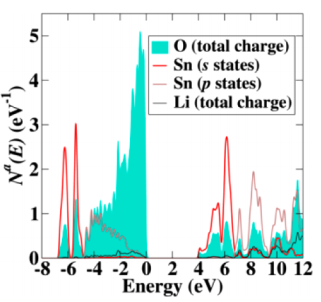 5
O (total charge)
Sn (s states)
4
Sn (p states)
Li (total charge)
3
Nᵃ(E) (eV⁻¹)
2
1
0
-8 -6 -4 -2 0 2 4 6 8 10 12
Energy (eV)